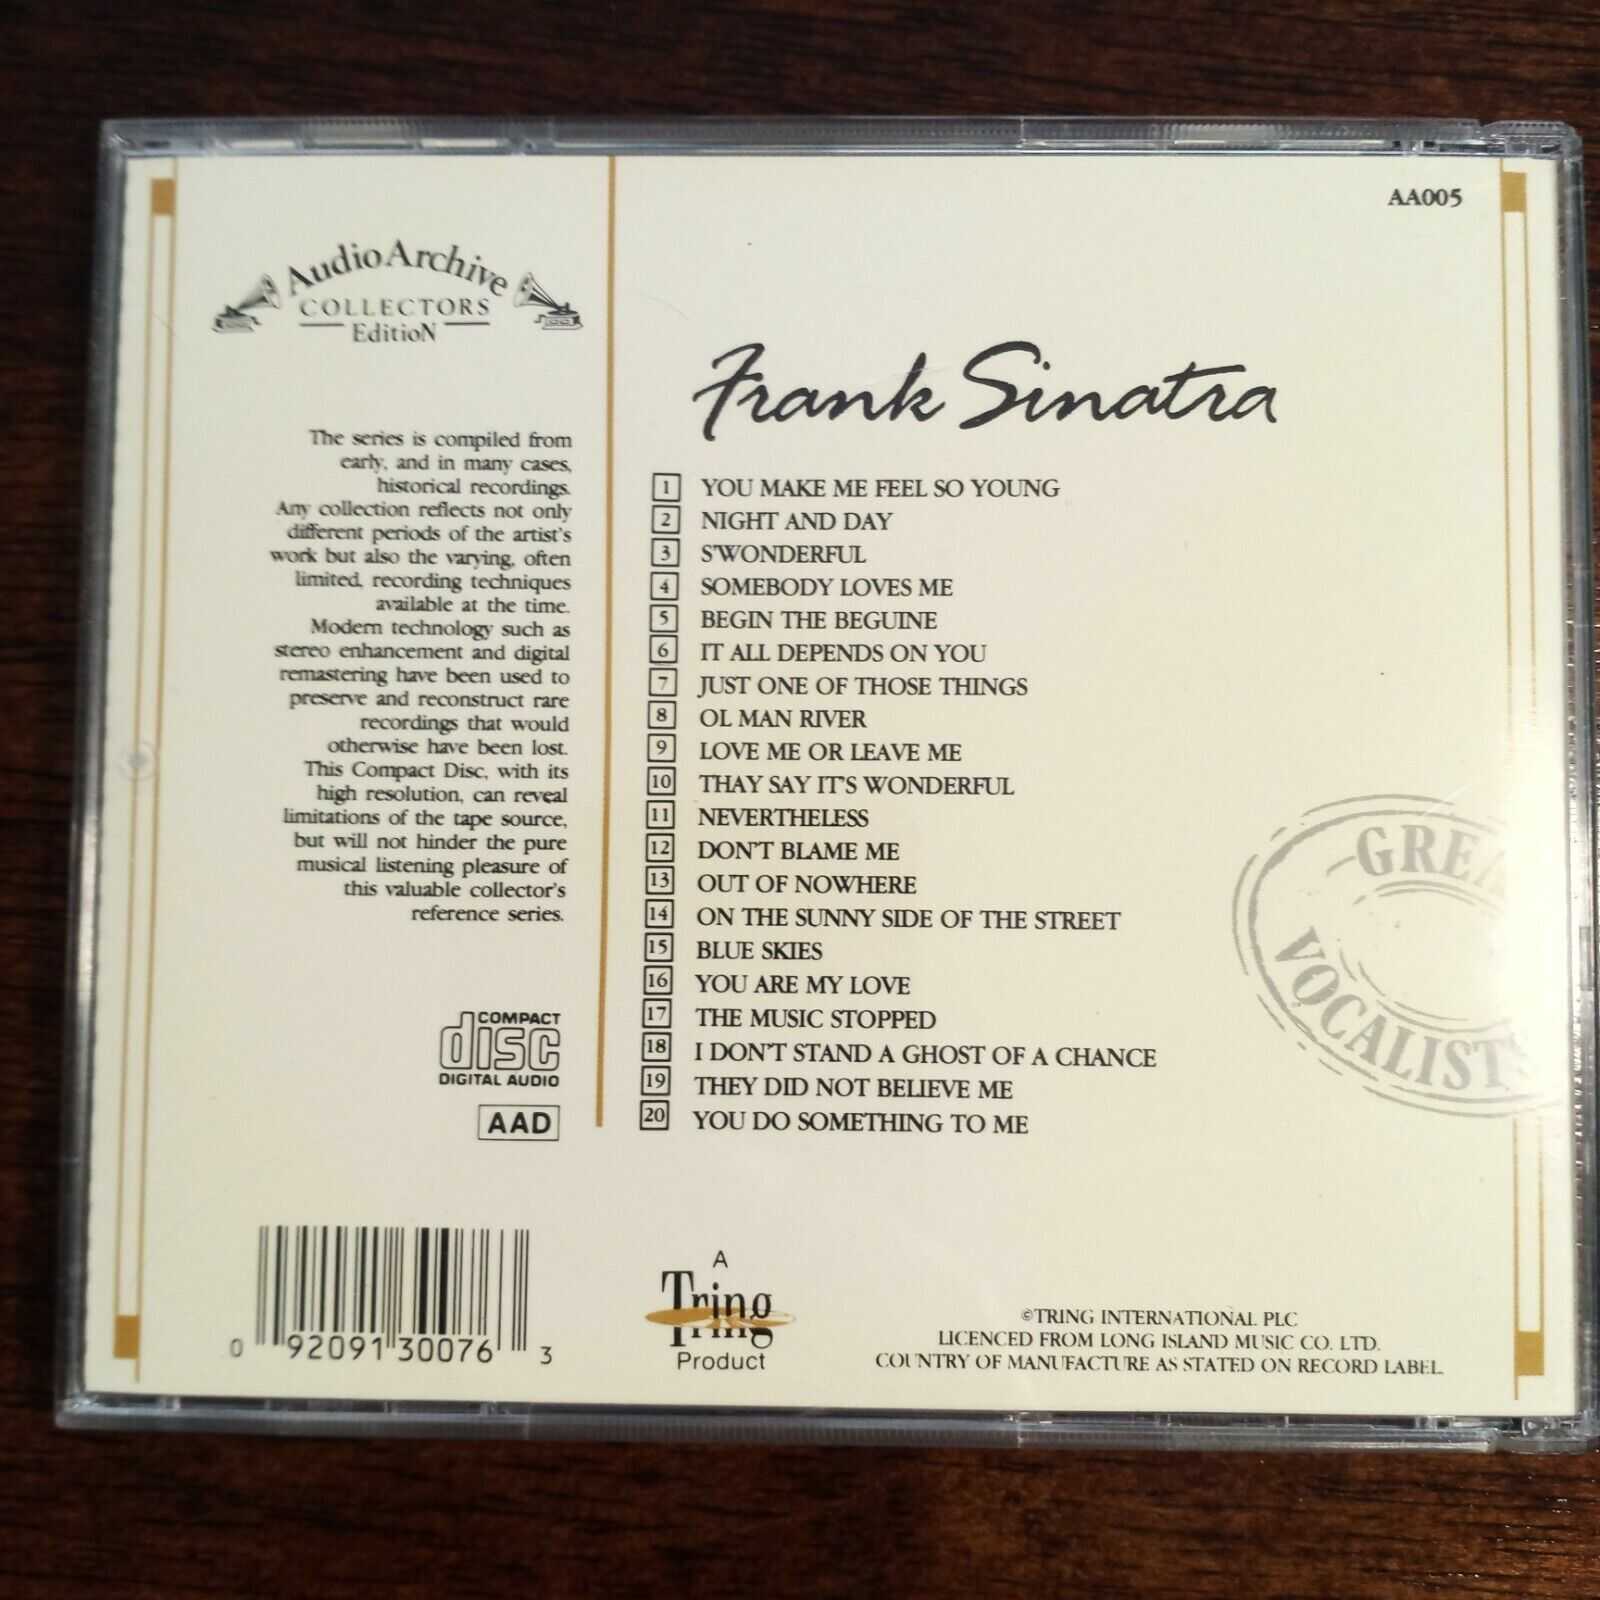 AA005
Audio Archive
COLLECTORS
EditioN
The series is compiled from
early, and in many cases,
historical recordings.
Any collection reflects not only
different periods of the artist's
work but also the varying, often
limited, recording techniques
available at the time.
Modern technology such as
stereo enhancement and digital
remastering have been used to
preserve and reconstruct rare
recordings that would
otherwise have been lost.
This Compact Disc, with its
high resolution, can reveal
limitations of the tape source,
but will not hinder the pure
musical listening pleasure of
this valuable collector's
reference series.
COMPACT
disc
DIGITAL AUDIO
AAD
0 92091 30076 3
Frank Sinatra
1 YOU MAKE ME FEEL SO YOUNG
2 NIGHT AND DAY
3 S'WONDERFUL
4 SOMEBODY LOVES ME
5 BEGIN THE BEGUINE
6 IT ALL DEPENDS ON YOU
7 JUST ONE OF THOSE THINGS
8 OL MAN RIVER
9 LOVE ME OR LEAVE ME
10 THAY SAY IT'S WONDERFUL
11 NEVERTHELESS
12 DON'T BLAME ME
13 OUT OF NOWHERE
14 ON THE SUNNY SIDE OF THE STREET
15 BLUE SKIES
16 YOU ARE MY LOVE
17 THE MUSIC STOPPED
18 I DON'T STAND A GHOST OF A CHANCE
19 THEY DID NOT BELIEVE ME
20 YOU DO SOMETHING TO ME
GREA
VOCALISTS
A
Tring
Product
©TRING INTERNATIONAL PLC
LICENCED FROM LONG ISLAND MUSIC CO. LTD.
COUNTRY OF MANUFACTURE AS STATED ON RECORD LABEL